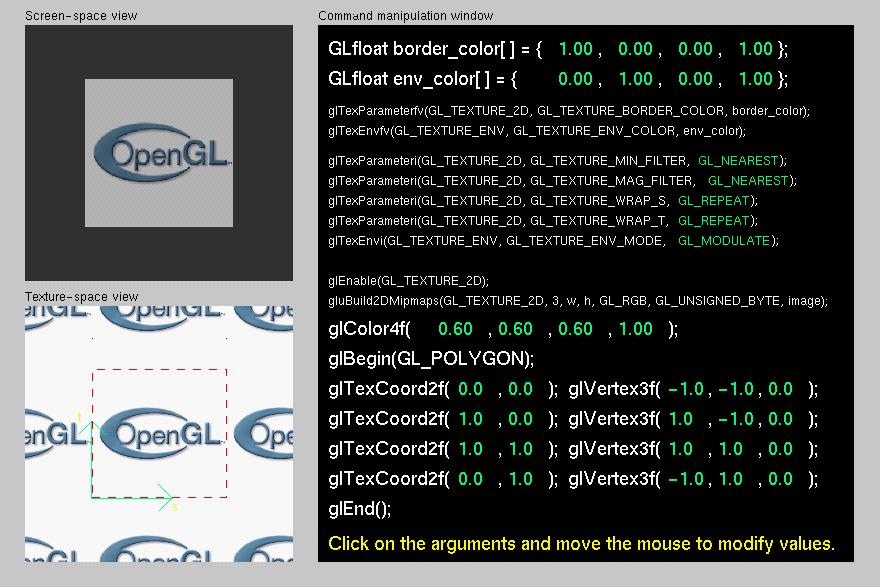 Screen-space view
OpenGL
Texture-space view
OpenGL OpenGL OpenGL
t
s
Command manipulation window
GLfloat border_color[ ] = { 1.00 , 0.00 , 0.00 , 1.00 };
GLfloat env_color[ ] = { 0.00 , 1.00 , 0.00 , 1.00 };
glTexParameterfv(GL_TEXTURE_2D, GL_TEXTURE_BORDER_COLOR, border_color);
glTexEnvfv(GL_TEXTURE_ENV, GL_TEXTURE_ENV_COLOR, env_color);
glTexParameteri(GL_TEXTURE_2D, GL_TEXTURE_MIN_FILTER, GL_NEAREST);
glTexParameteri(GL_TEXTURE_2D, GL_TEXTURE_MAG_FILTER, GL_NEAREST);
glTexParameteri(GL_TEXTURE_2D, GL_TEXTURE_WRAP_S, GL_REPEAT);
glTexParameteri(GL_TEXTURE_2D, GL_TEXTURE_WRAP_T, GL_REPEAT);
glTexEnvi(GL_TEXTURE_ENV, GL_TEXTURE_ENV_MODE, GL_MODULATE);
glEnable(GL_TEXTURE_2D);
gluBuild2DMipmaps(GL_TEXTURE_2D, 3, w, h, GL_RGB, GL_UNSIGNED_BYTE, image);
glColor4f( 0.60 , 0.60 , 0.60 , 1.00 );
glBegin(GL_POLYGON);
glTexCoord2f( 0.0 , 0.0 ); glVertex3f( -1.0 , -1.0 , 0.0 );
glTexCoord2f( 1.0 , 0.0 ); glVertex3f( 1.0 , -1.0 , 0.0 );
glTexCoord2f( 1.0 , 1.0 ); glVertex3f( 1.0 , 1.0 , 0.0 );
glTexCoord2f( 0.0 , 1.0 ); glVertex3f( -1.0 , 1.0 , 0.0 );
glEnd();
Click on the arguments and move the mouse to modify values.